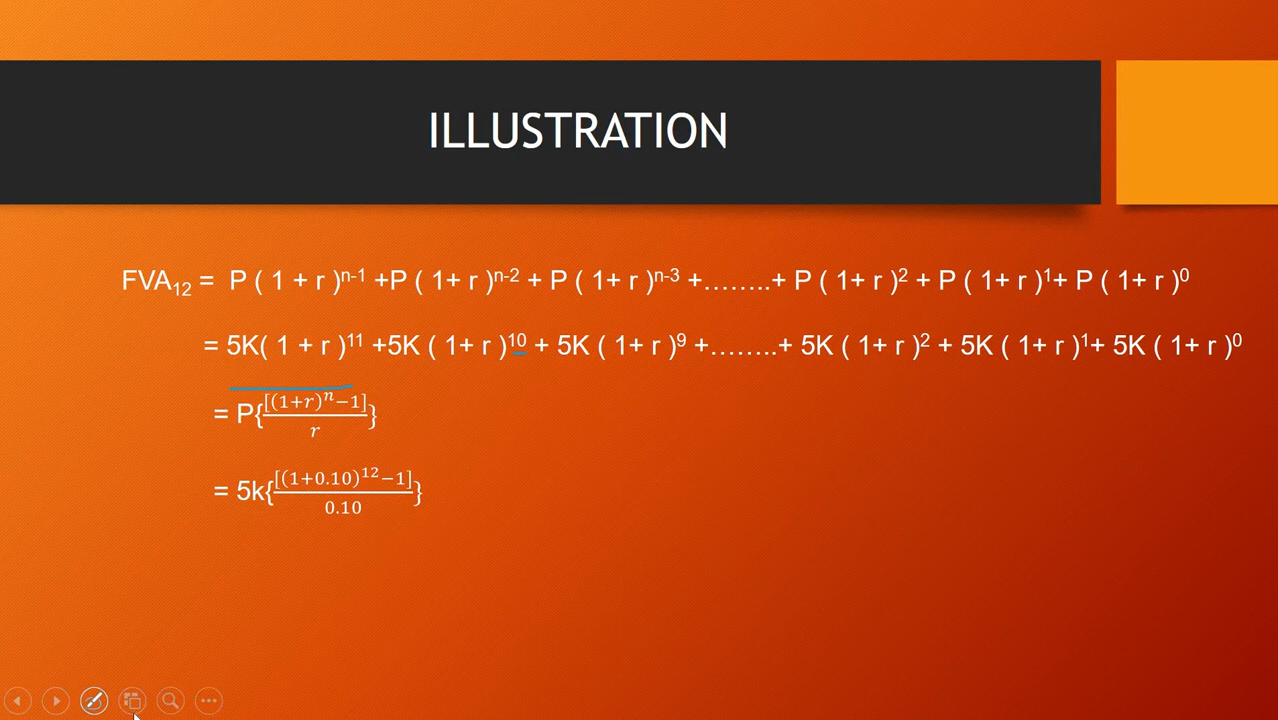 ILLUSTRATION
FVA₁₂ = P ( 1 + r )ⁿ⁻¹ +P ( 1+ r )ⁿ⁻² + P ( 1+ r )ⁿ⁻³ +……..+ P ( 1+ r )² + P ( 1+ r )¹+ P ( 1+ r )⁰
= 5K( 1 + r )¹¹ +5K ( 1+ r )¹⁰ + 5K ( 1+ r )⁹ +……..+ 5K ( 1+ r )² + 5K ( 1+ r )¹+ 5K ( 1+ r )⁰
= P{[(1+r)ⁿ−1]/r}
= 5k{[(1+0.10)¹²−1]/0.10}